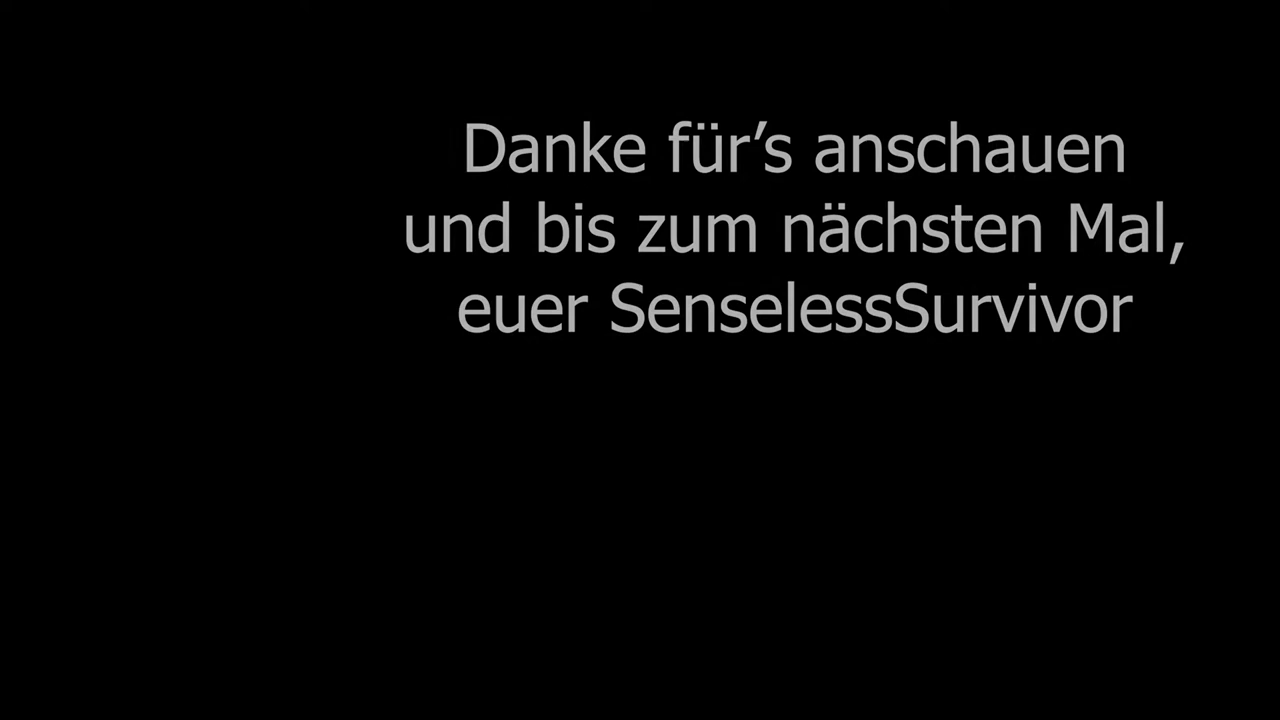 Danke für’s anschauen
und bis zum nächsten Mal,
euer SenselessSurvivor